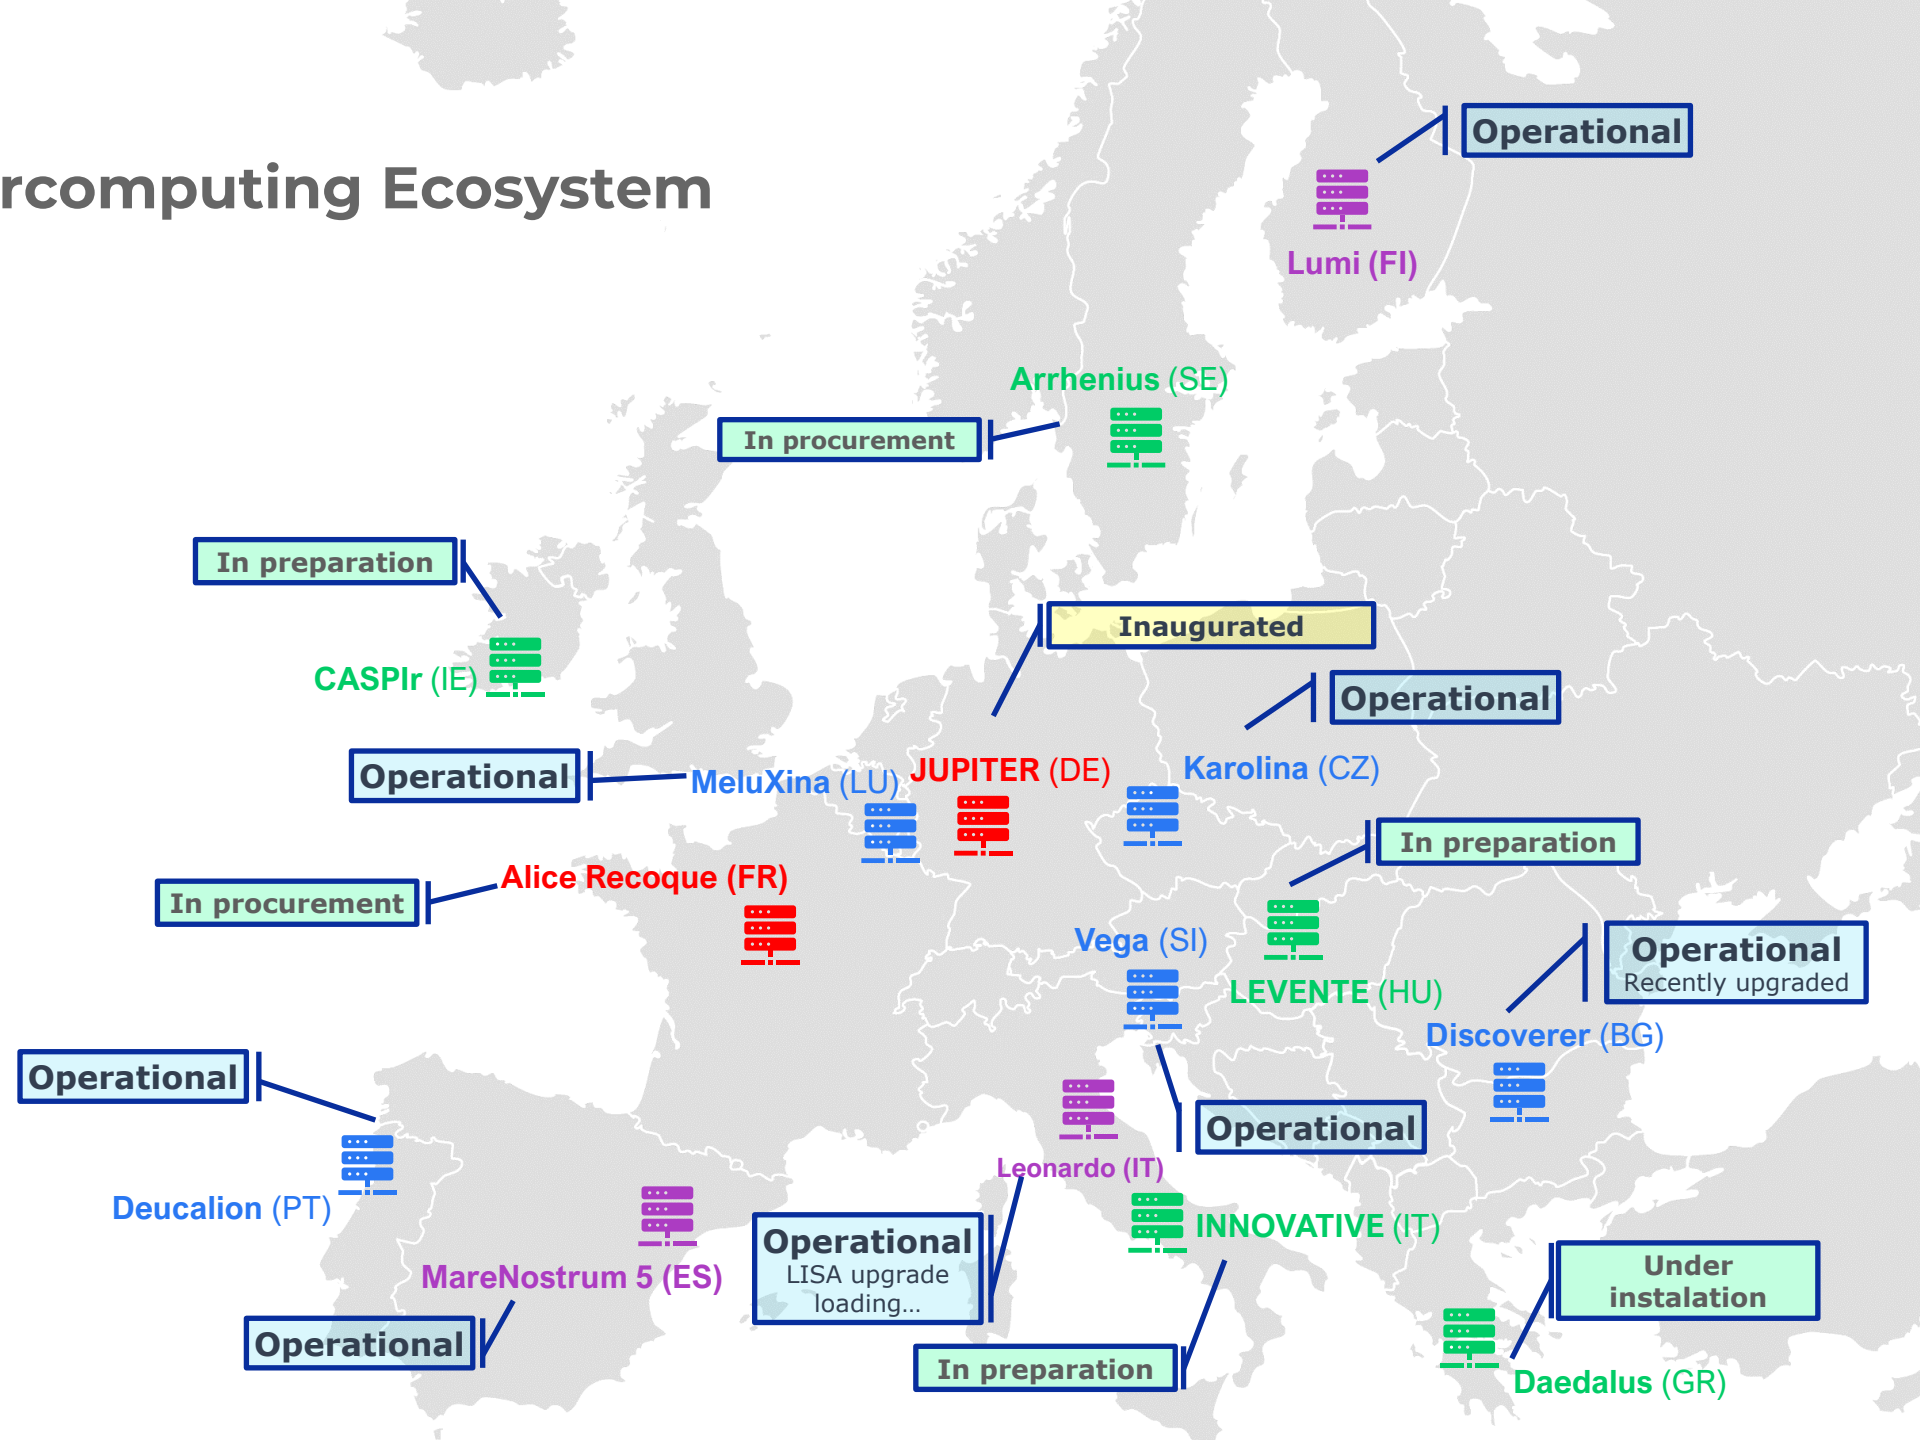 Operational
rcomputing Ecosystem
Lumi (FI)
Arrhenius (SE)
In procurement
In preparation
Inaugurated
CASPIr (IE)
Operational
Operational
MeluXina (LU)
JUPITER (DE)
Karolina (CZ)
In preparation
Alice Recoque (FR)
In procurement
Vega (SI)
Operational
Recently upgraded
LEVENTE (HU)
Discoverer (BG)
Operational
Operational
Leonardo (IT)
Deucalion (PT)
INNOVATIVE (IT)
Operational
LISA upgrade
loading...
MareNostrum 5 (ES)
Under
instalation
Operational
In preparation
Daedalus (GR)